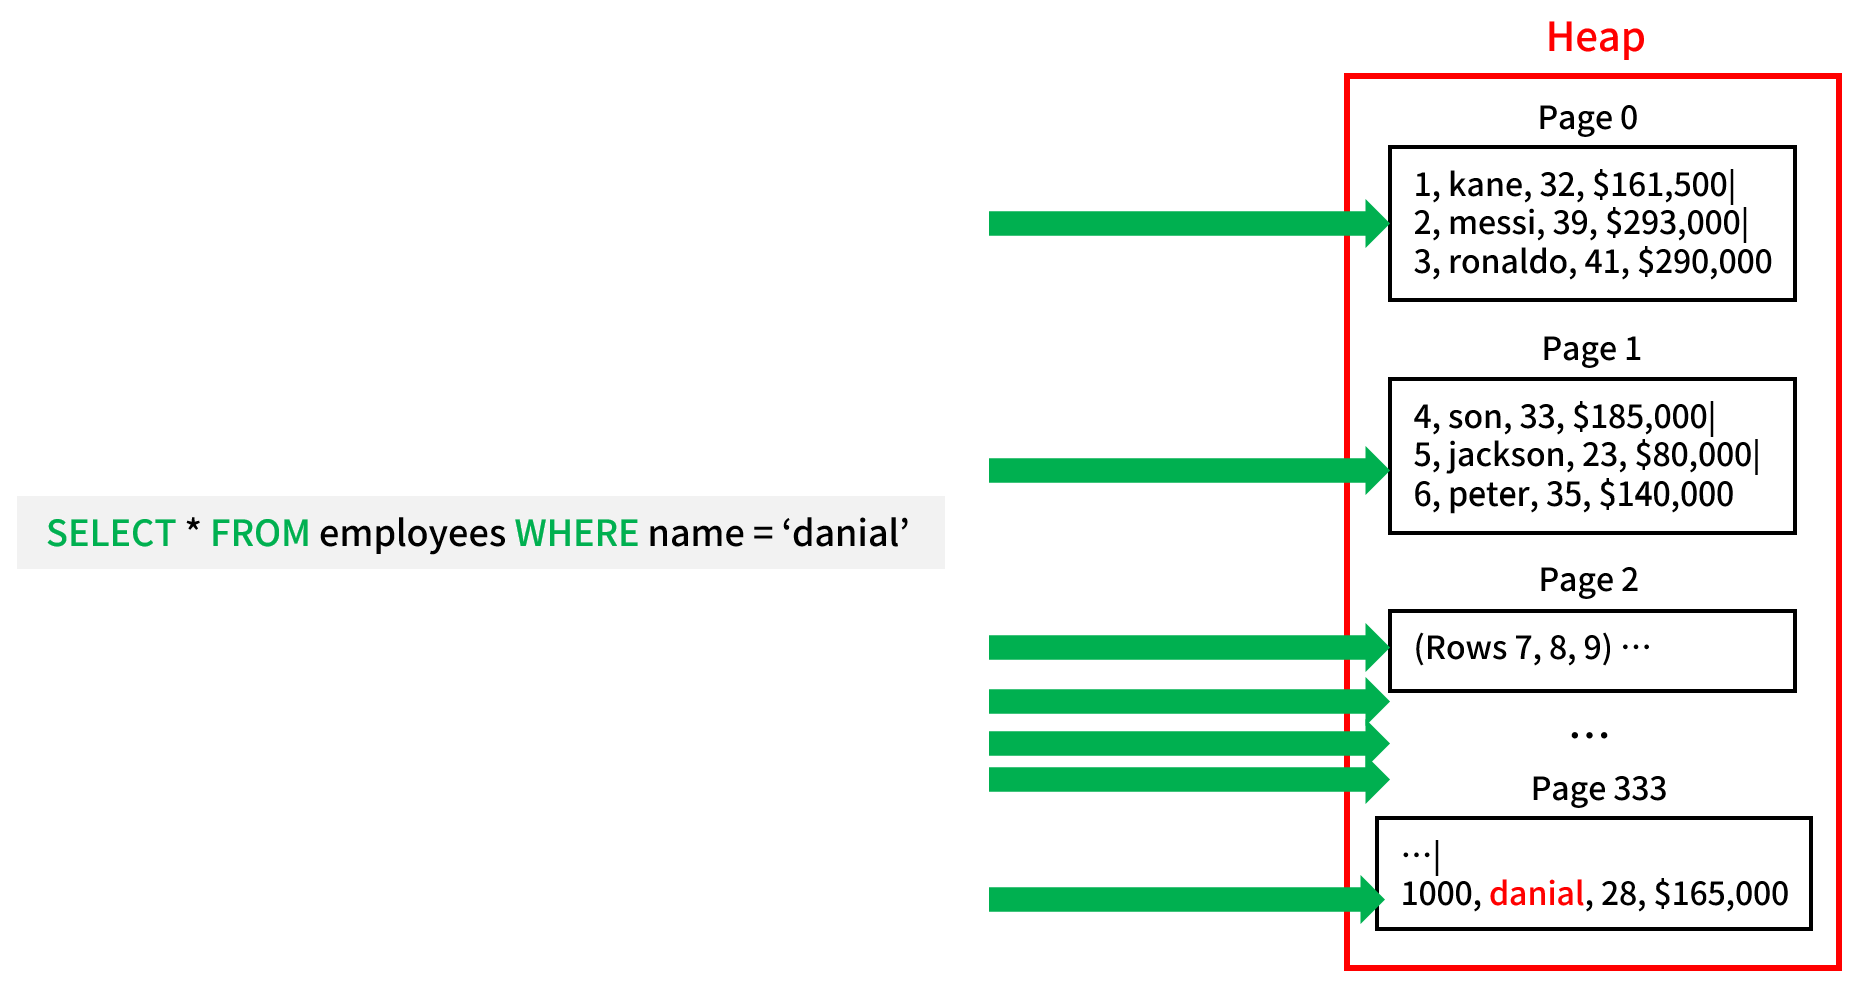 Heap
Page 0
1, kane, 32, $161,500|
2, messi, 39, $293,000|
3, ronaldo, 41, $290,000
Page 1
4, son, 33, $185,000|
5, jackson, 23, $80,000|
6, peter, 35, $140,000
SELECT * FROM employees WHERE name = ‘danial’
Page 2
(Rows 7, 8, 9) ⋯
…
Page 333
⋯|
1000, danial, 28, $165,000